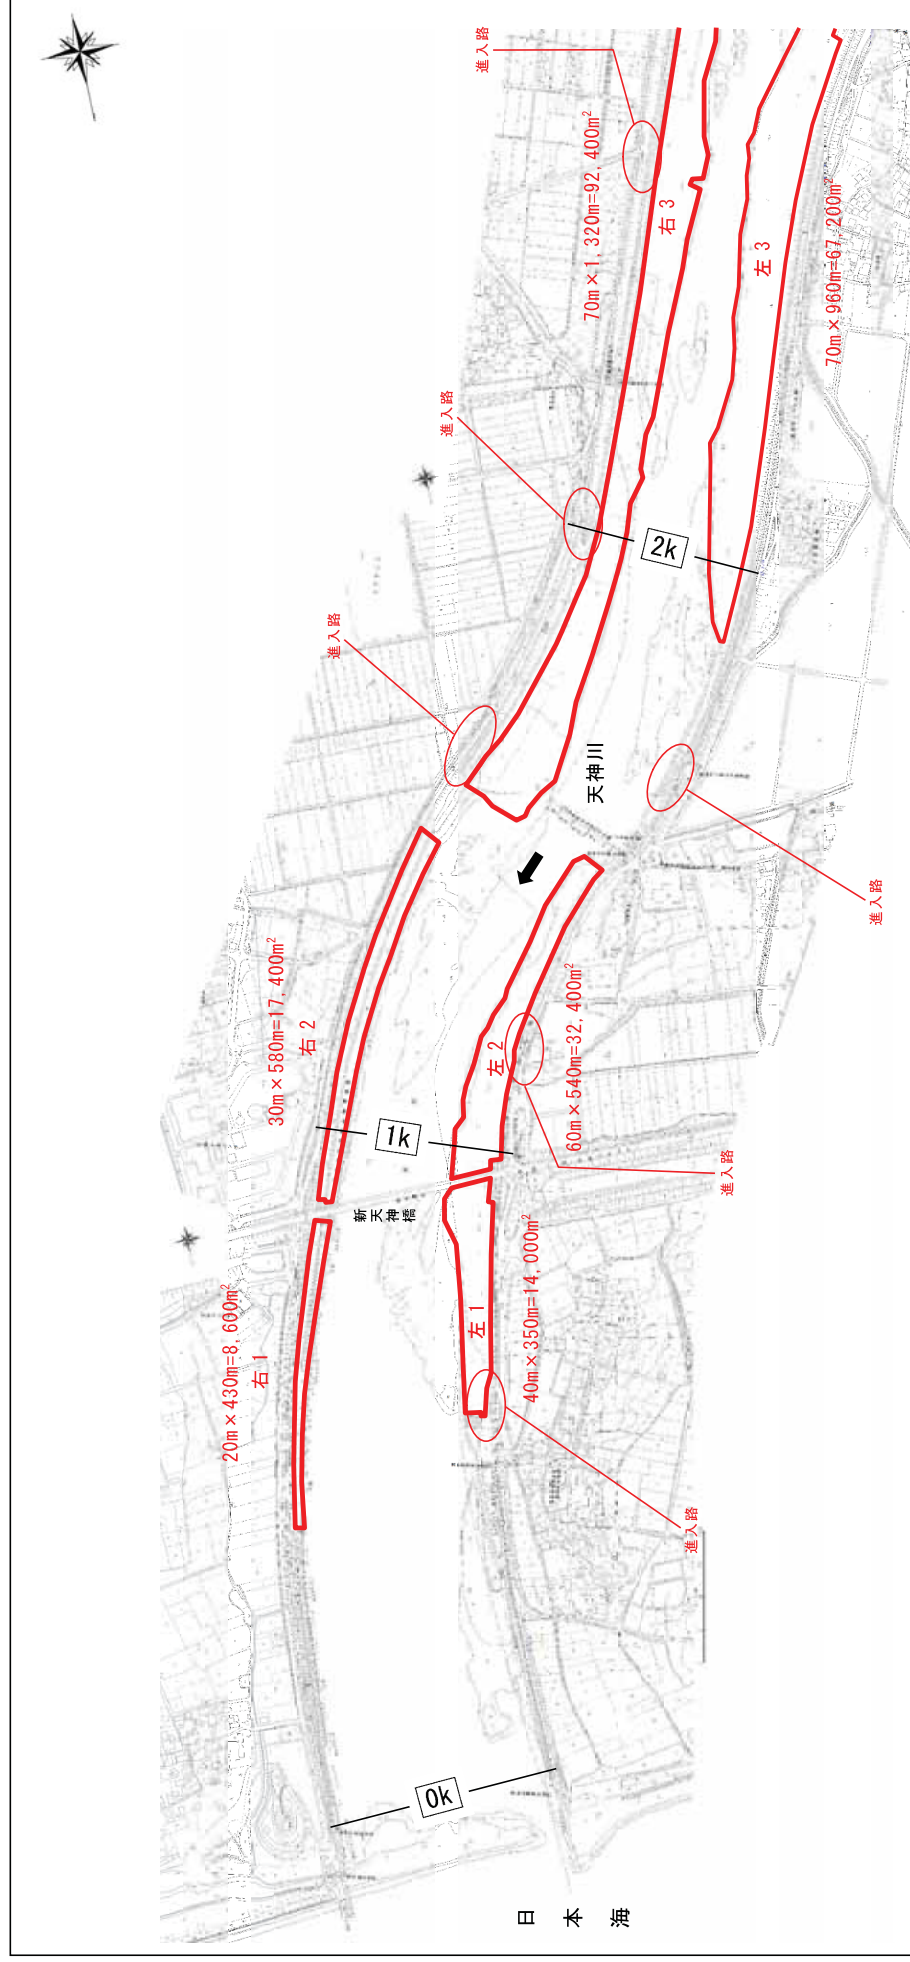 進入路
70m×1,320m=92,400m²
右3
左3
70m×960m=67,200m²
進入路
2k
進入路
天神川
進入路
30m×580m=17,400m²
右2
左2
60m×540m=32,400m²
1k
進入路
新天神橋
20m×430m=8,600m²
右1
左1
40m×350m=14,000m²
進入路
0k
日本海